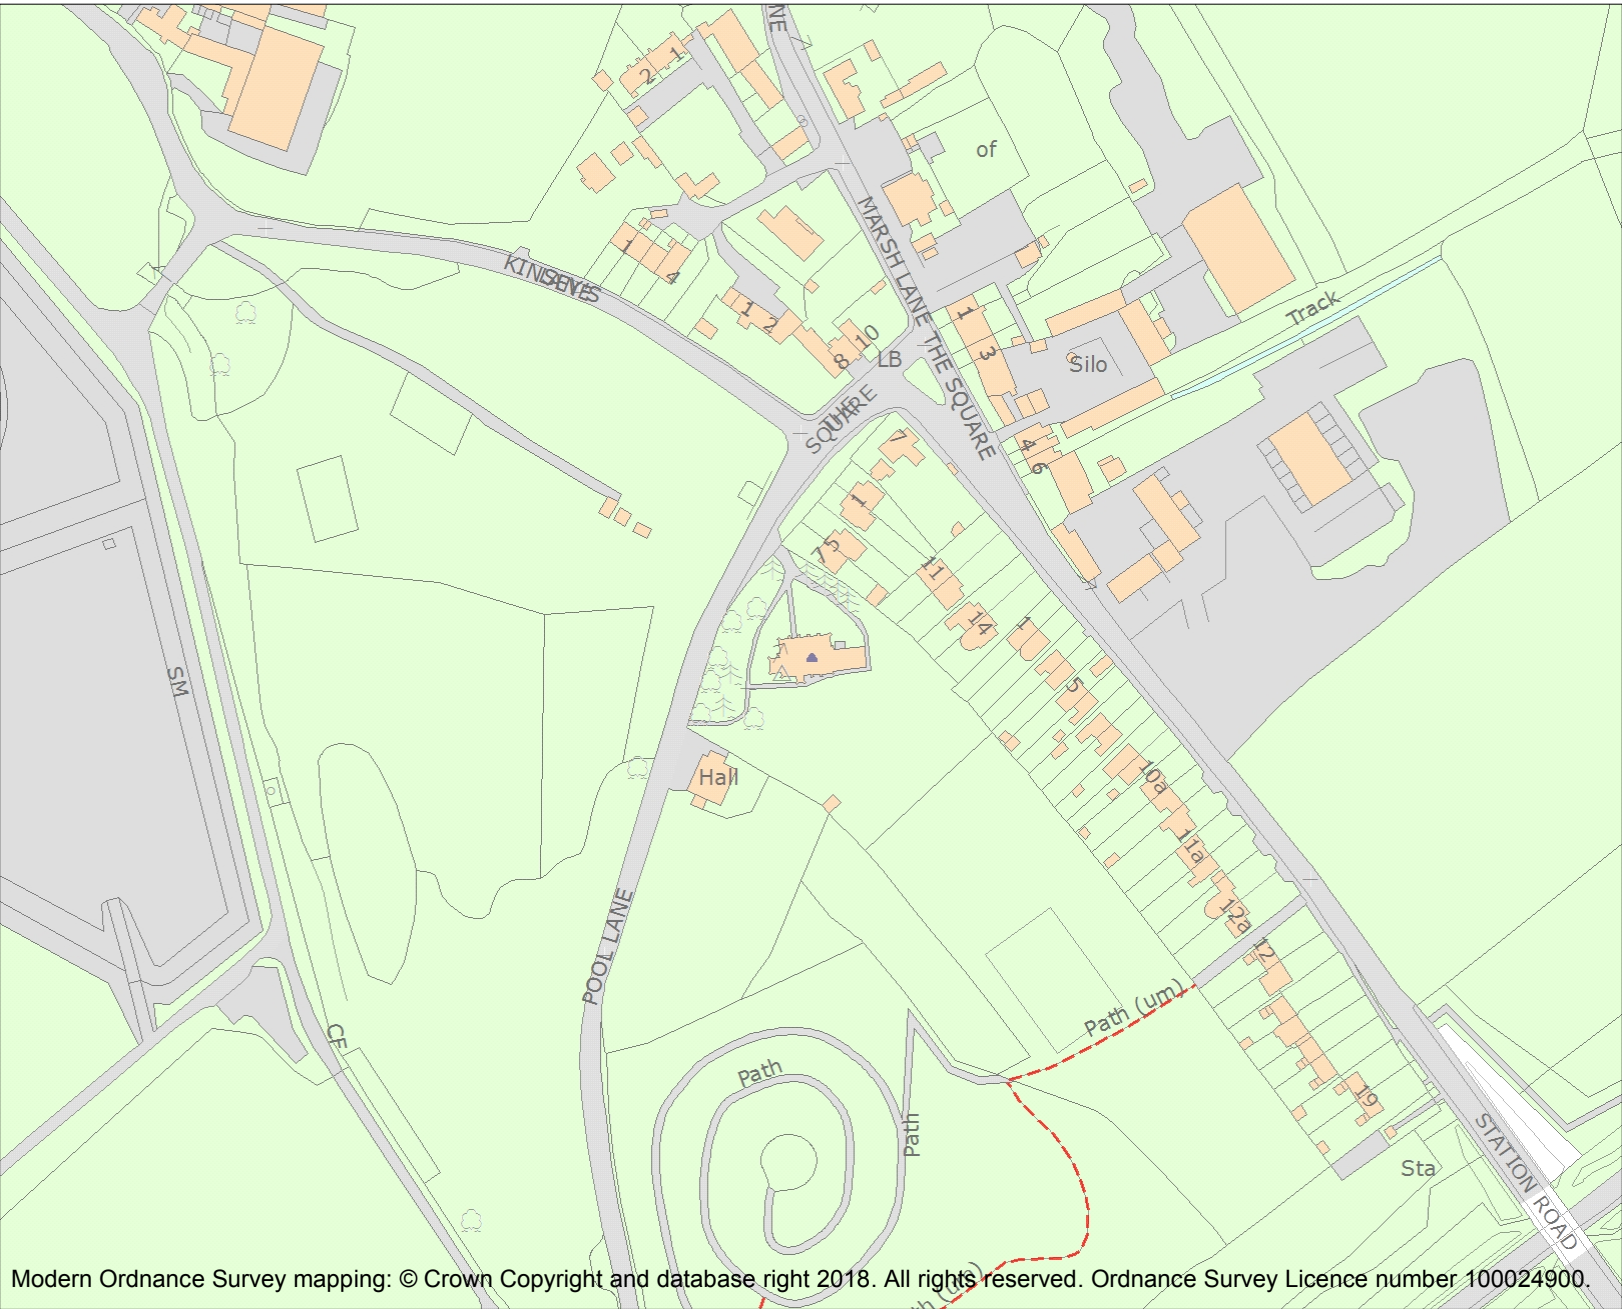 NE
1
2
of
MARSH LANE
1
4
KINSEY'S
1
2
8
10
LB
THE SQUARE
1
3
Track
Silo
THE
SQUARE
4
6
7
1
7
5
11
14
1
5
SM
Hall
10a
11a
12a
12
POOL LANE
Path (um)
CF
Path
Path
19
Sta
STATION ROAD
Modern Ordnance Survey mapping: © Crown Copyright and database right 2018. All rights reserved. Ordnance Survey Licence number 100024900.
(um)